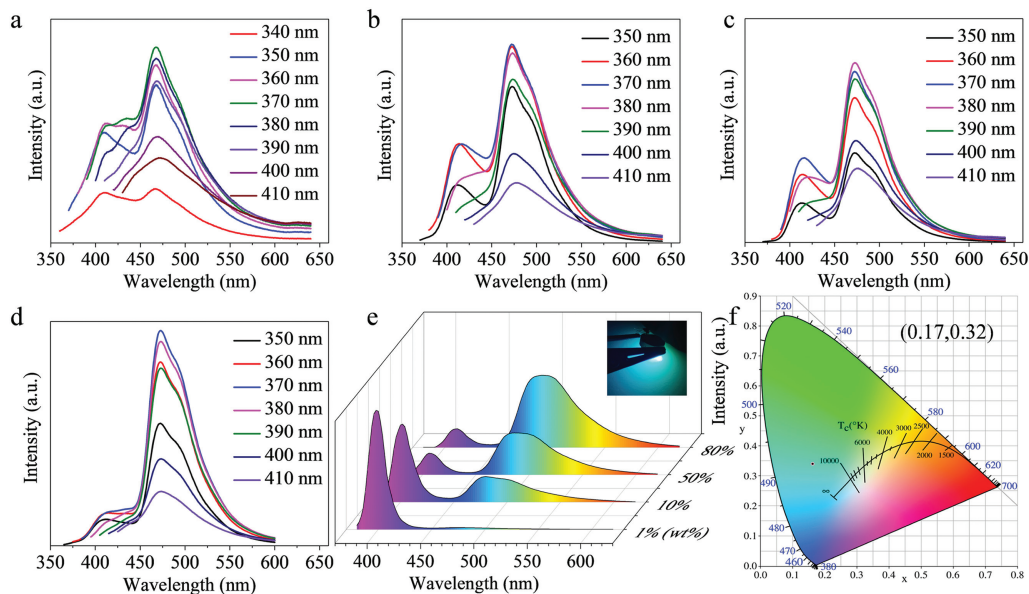 a
340 nm
350 nm
360 nm
370 nm
380 nm
390 nm
400 nm
410 nm
Intensity (a.u.)
350 400 450 500 550 600 650
Wavelength (nm)
b
350 nm
360 nm
370 nm
380 nm
390 nm
400 nm
410 nm
Intensity (a.u.)
350 400 450 500 550 600 650
Wavelength (nm)
c
350 nm
360 nm
370 nm
380 nm
390 nm
400 nm
410 nm
Intensity (a.u.)
350 400 450 500 550 600 650
Wavelength (nm)
d
350 nm
360 nm
370 nm
380 nm
390 nm
400 nm
410 nm
Intensity (a.u.)
350 400 450 500 550 600 650
Wavelength (nm)
e
80%
50%
10%
1% (wt%)
Intensity (a.u.)
400 450 500 550 600
Wavelength (nm)
f
(0.17,0.32)
0.9
0.8
0.7
0.6
0.5
y
0.4
0.3
0.2
0.1
0.0
0.0 0.1 0.2 0.3 0.4 0.5 0.6 0.7 0.8
x
520
540
560
500
580
600
620
700
490
480
470
460
380
TC(°K)
∞
10000
6000
4000
3000
2500
2000
1500